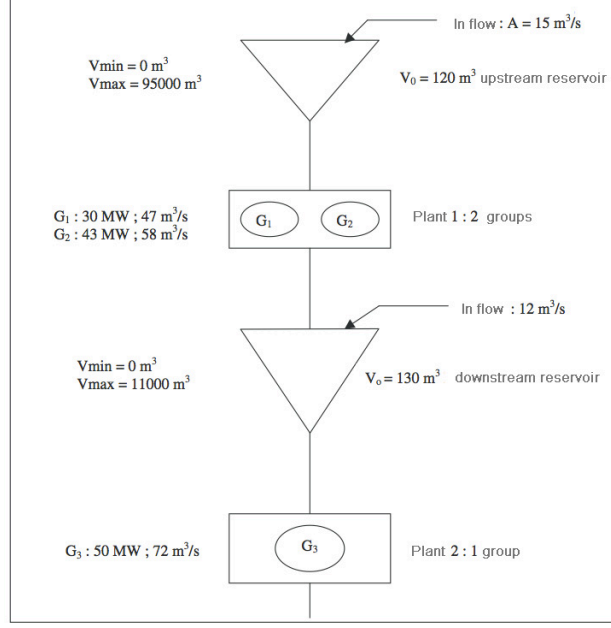 In flow : A = 15 m³/s
Vmin = 0 m³
Vmax = 95000 m³
V₀ = 120 m³ upstream reservoir
G₁ : 30 MW ; 47 m³/s
G₂ : 43 MW ; 58 m³/s
G₁
G₂
Plant 1 : 2 groups
In flow : 12 m³/s
Vmin = 0 m³
Vmax = 11000 m³
Vₒ = 130 m³ downstream reservoir
G₃ : 50 MW ; 72 m³/s
G₃
Plant 2 : 1 group